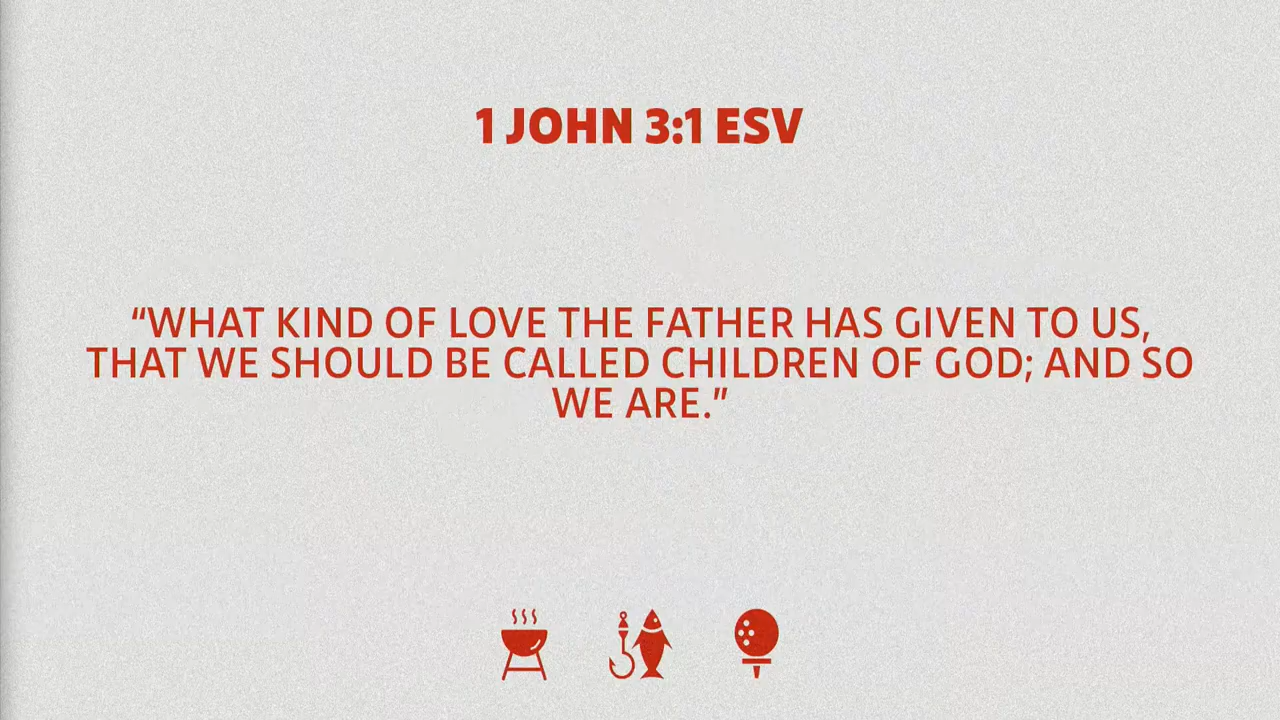 1 JOHN 3:1 ESV
“WHAT KIND OF LOVE THE FATHER HAS GIVEN TO US,
THAT WE SHOULD BE CALLED CHILDREN OF GOD; AND SO
WE ARE.”